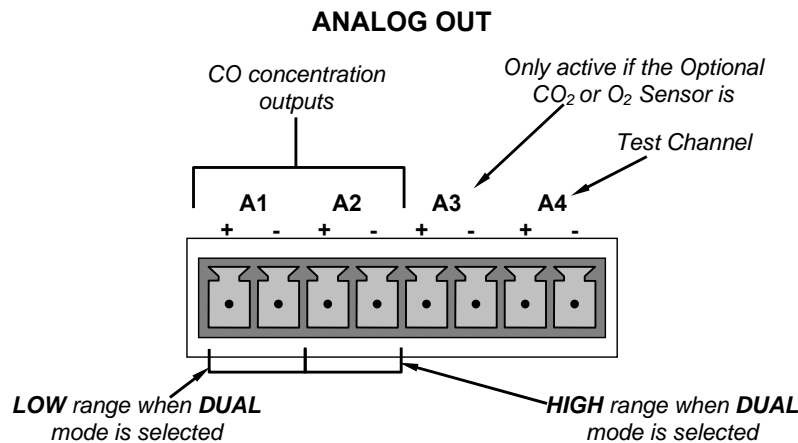 ANALOG OUT
CO concentration
outputs
Only active if the Optional
CO₂ or O₂ Sensor is
Test Channel
A1 A2 A3 A4
+ - + - + - + -
LOW range when DUAL
mode is selected
HIGH range when DUAL
mode is selected